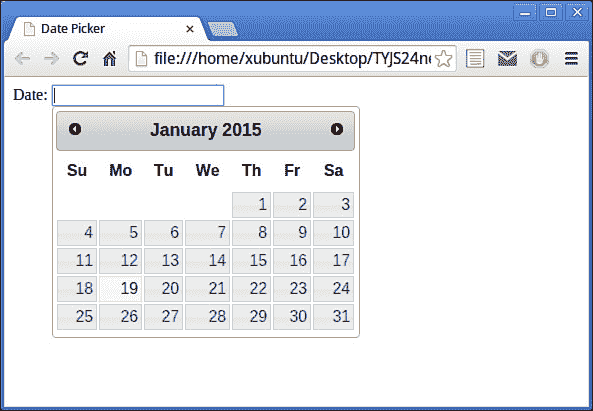 Date Picker
file:///home/xubuntu/Desktop/TYJS24n
Date:
January 2015
Su Mo Tu We Th Fr Sa
1 2 3
4 5 6 7 8 9 10
11 12 13 14 15 16 17
18 19 20 21 22 23 24
25 26 27 28 29 30 31